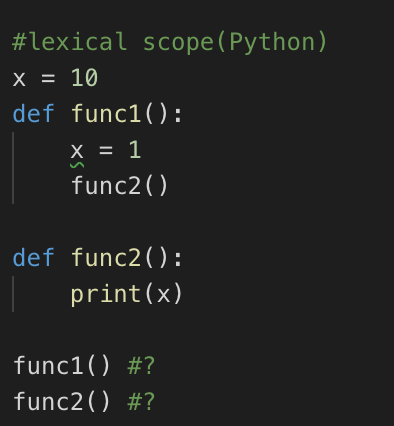 #lexical scope(Python)
x = 10
def func1():
    x = 1
    func2()

def func2():
    print(x)

func1() #?
func2() #?